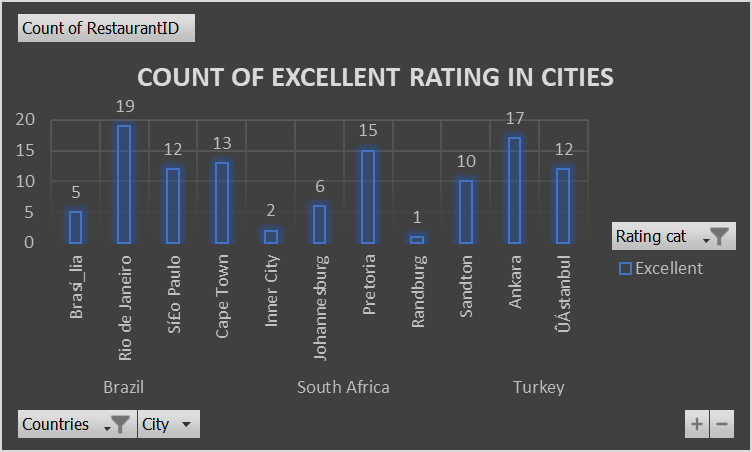 Count of RestaurantID
COUNT OF EXCELLENT RATING IN CITIES
20
15
10
5
0
5
19
12
13
2
6
15
1
10
17
12
Brasí_lia
Rio de Janeiro
Sí£o Paulo
Cape Town
Inner City
Johannesburg
Pretoria
Randburg
Sandton
Ankara
ÛÁstanbul
Brazil
South Africa
Turkey
Rating cat
Excellent
Countries
City
+
−